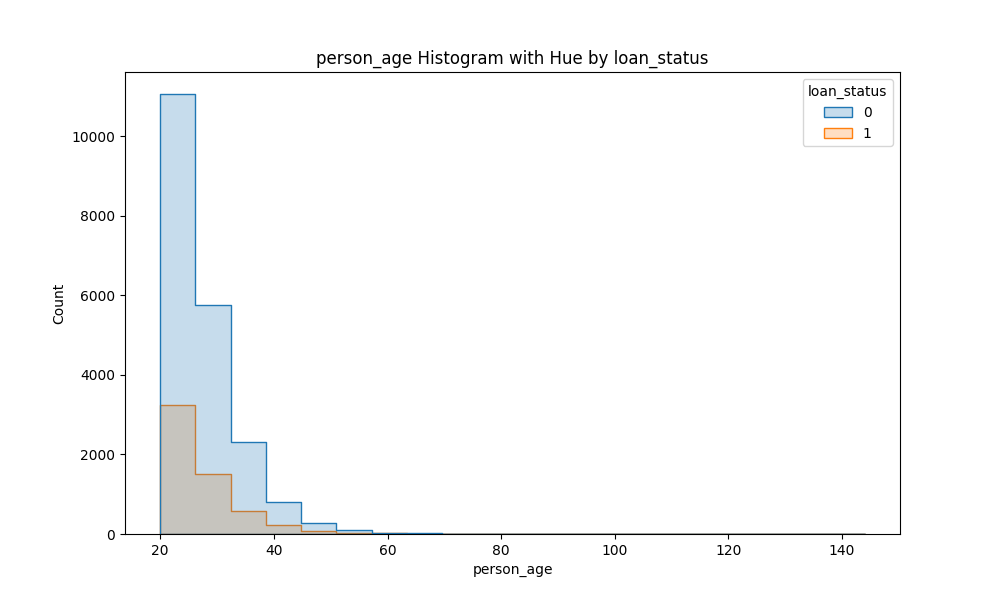 person_age Histogram with Hue by loan_status
loan_status
0
1
10000
8000
6000
4000
2000
0
Count
20 40 60 80 100 120 140
person_age